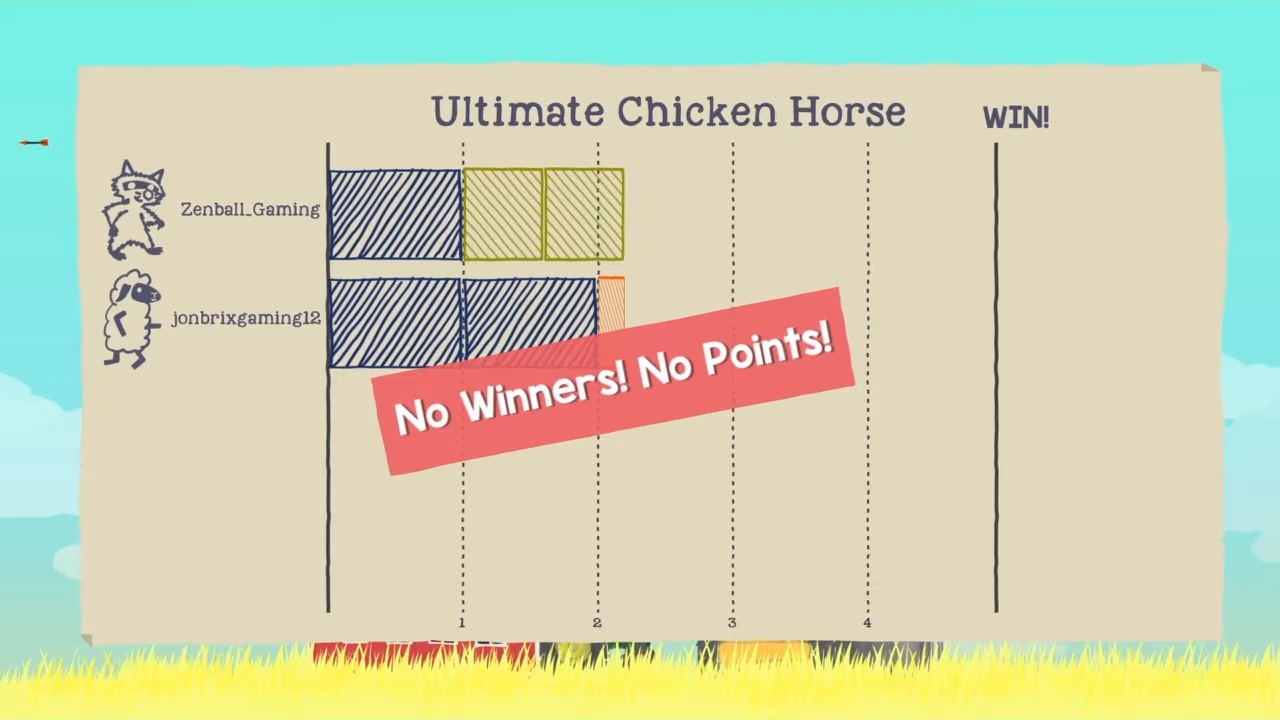 Ultimate Chicken Horse
WIN!
Zenball_Gaming
jonbrixgaming12
No Winners! No Points!
1 2 3 4